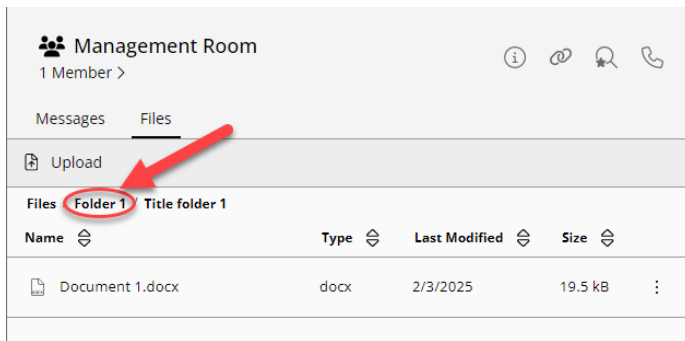 Management Room
1 Member >
Messages Files
Upload
Files / Folder 1 / Title folder 1
Name Type Last Modified Size
Document 1.docx docx 2/3/2025 19.5 kB